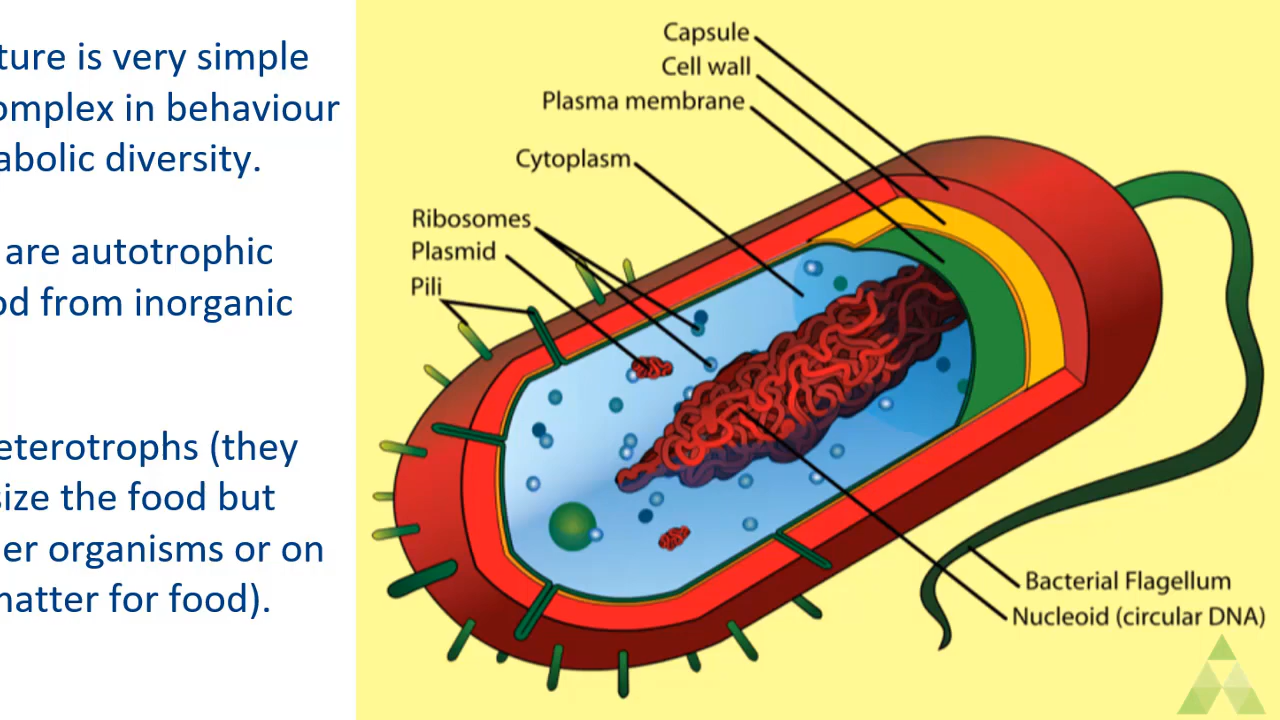 ture is very simple
omplex in behaviour
abolic diversity.
are autotrophic
od from inorganic
eterotrophs (they
size the food but
er organisms or on
matter for food).
Capsule
Cell wall
Plasma membrane
Cytoplasm
Ribosomes
Plasmid
Pili
Bacterial Flagellum
Nucleoid (circular DNA)